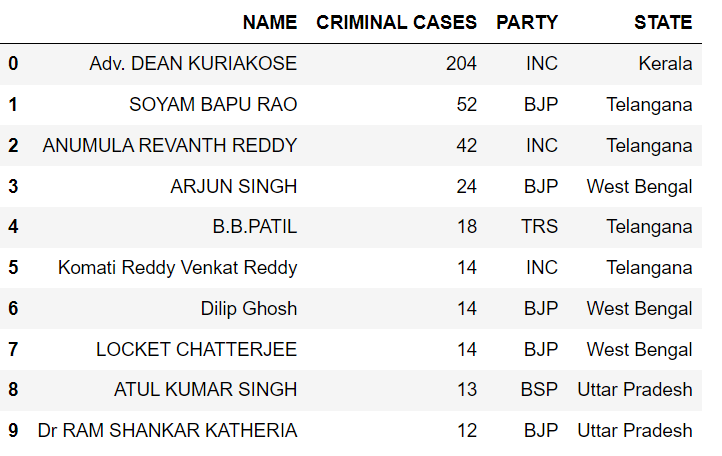 NAME CRIMINAL CASES PARTY STATE
0 Adv. DEAN KURIAKOSE 204 INC Kerala
1 SOYAM BAPU RAO 52 BJP Telangana
2 ANUMULA REVANTH REDDY 42 INC Telangana
3 ARJUN SINGH 24 BJP West Bengal
4 B.B.PATIL 18 TRS Telangana
5 Komati Reddy Venkat Reddy 14 INC Telangana
6 Dilip Ghosh 14 BJP West Bengal
7 LOCKET CHATTERJEE 14 BJP West Bengal
8 ATUL KUMAR SINGH 13 BSP Uttar Pradesh
9 Dr RAM SHANKAR KATHERIA 12 BJP Uttar Pradesh